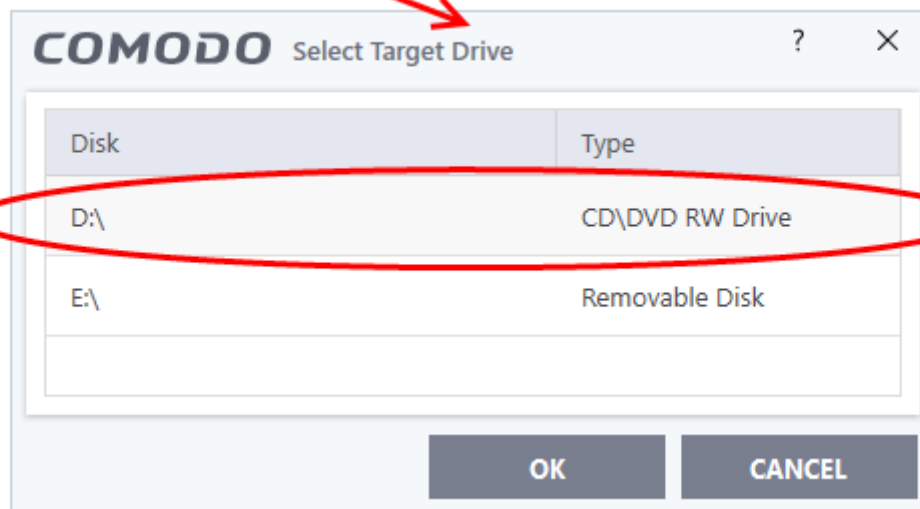 COMODO Select Target Drive ? ×
Disk Type
D:\ CD\DVD RW Drive
E:\ Removable Disk
OK CANCEL